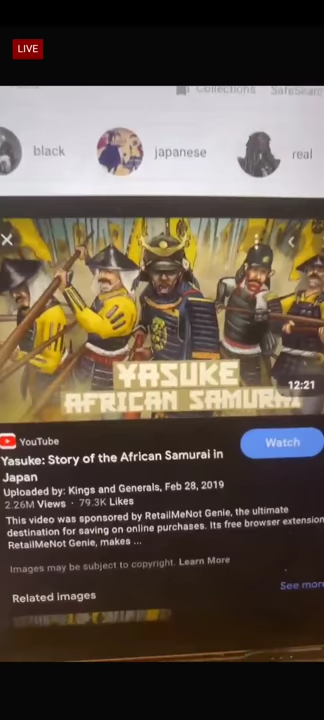 LIVE
Collections SafeSearch
black
japanese
real
YASUKE
AFRICAN SAMURAI
12:21
YouTube
Watch
Yasuke: Story of the African Samurai in
Japan
Uploaded by: Kings and Generals, Feb 28, 2019
2.26M Views · 79.3K Likes
This video was sponsored by RetailMeNot Genie, the ultimate
destination for saving on online purchases. Its free browser extension
RetailMeNot Genie, makes ...
Images may be subject to copyright. Learn More
See more
Related images